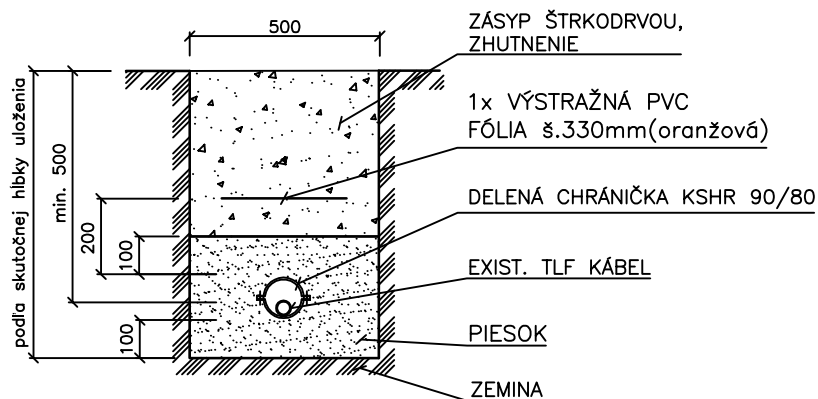 500
ZÁSYP ŠTRKODRVOU,
ZHUTNENIE
1x VÝSTRAŽNÁ PVC
FÓLIA š.330mm(oranžová)
DELENÁ CHRÁNIČKA KSHR 90/80
EXIST. TLF KÁBEL
PIESOK
ZEMINA
podľa skutočnej hĺbky uloženia
min. 500
200
100
100